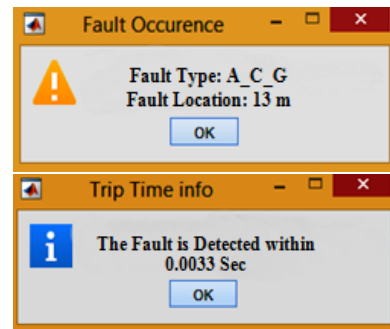 Fault Occurence
Fault Type: A_C_G
Fault Location: 13 m
OK
Trip Time info
The Fault is Detected within
0.0033 Sec
OK